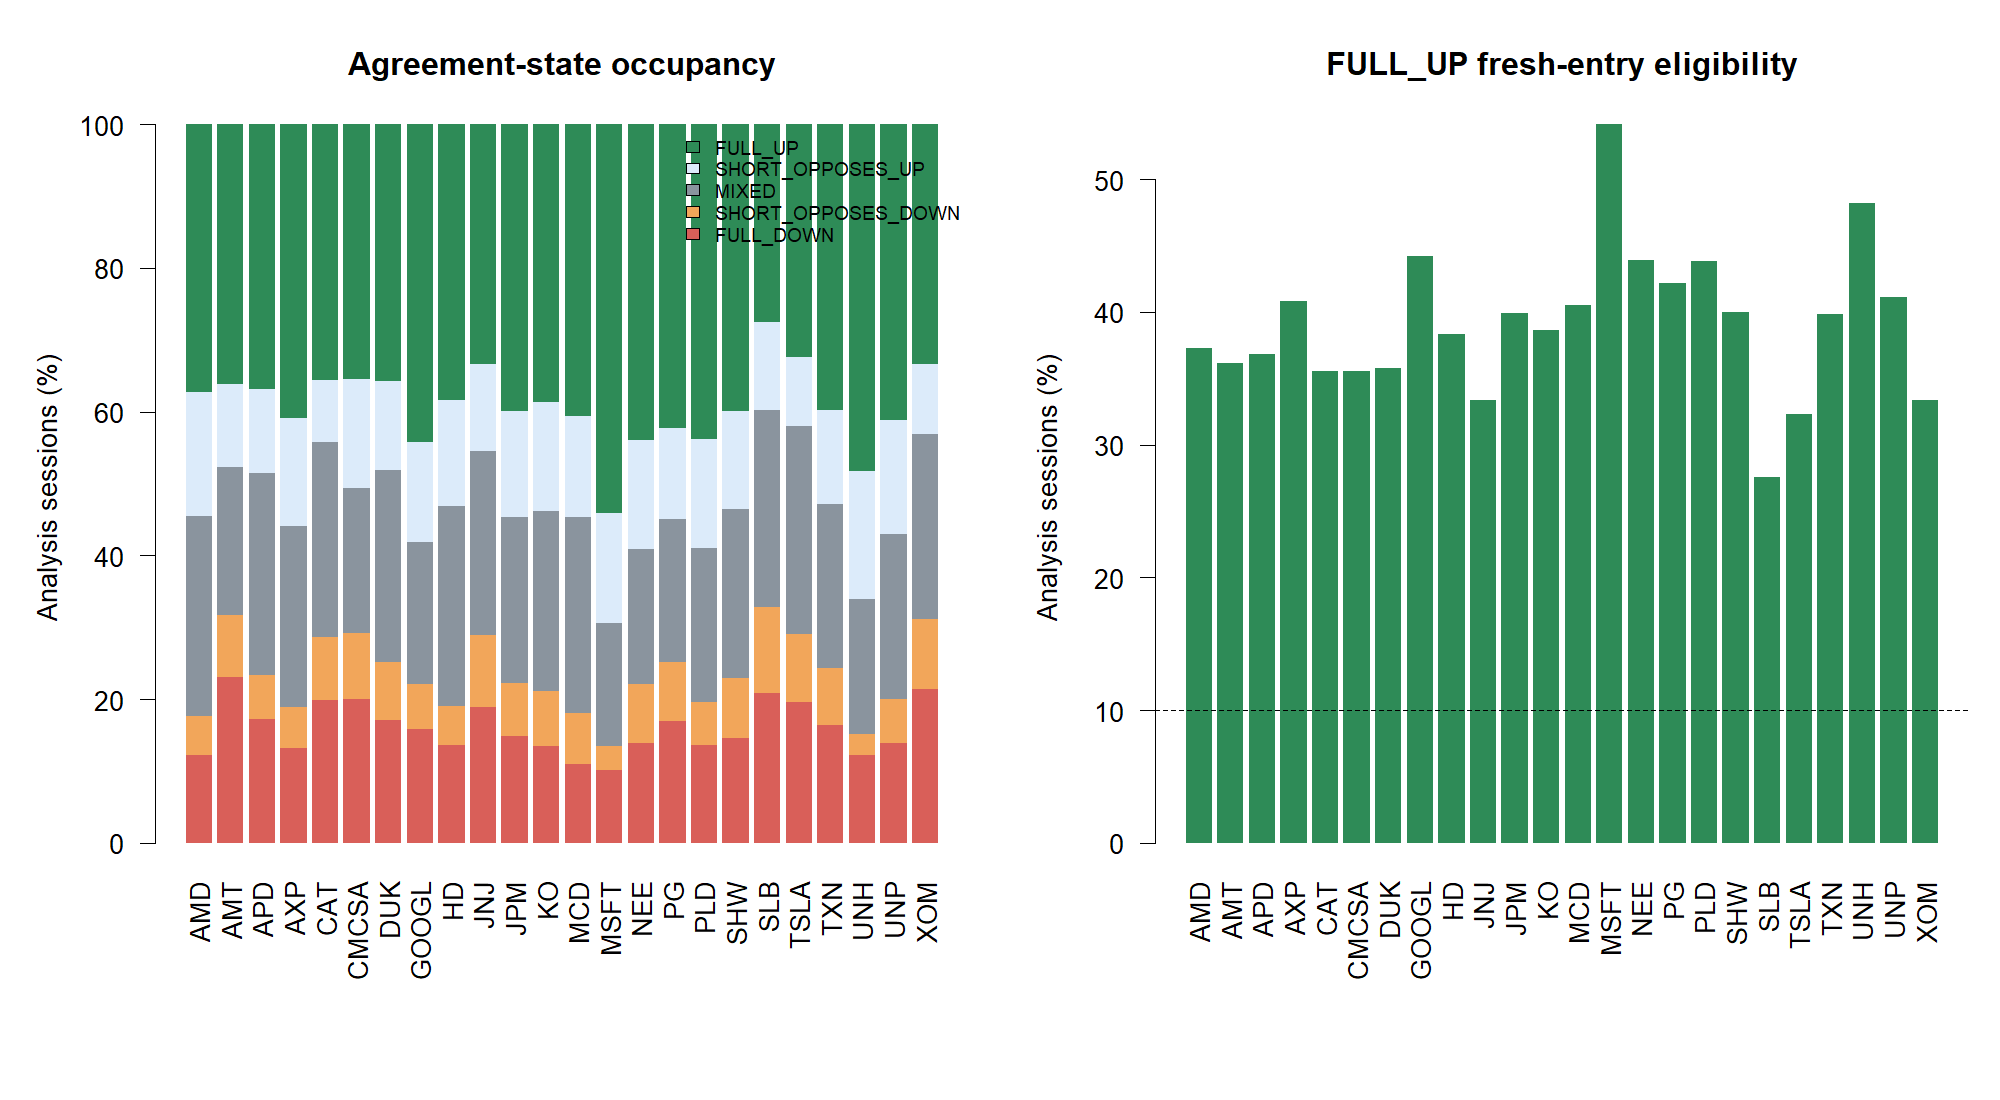 Agreement-state occupancy
Analysis sessions (%)
100
80
60
40
20
0
FULL_UP
SHORT_OPPOSES_UP
MIXED
SHORT_OPPOSES_DOWN
FULL_DOWN
AMD
AMT
APD
AXP
CAT
CMCSA
DUK
GOOGL
HD
JNJ
JPM
KO
MCD
MSFT
NEE
PG
PLD
SHW
SLB
TSLA
TXN
UNH
UNP
XOM
FULL_UP fresh-entry eligibility
Analysis sessions (%)
50
40
30
20
10
0
AMD
AMT
APD
AXP
CAT
CMCSA
DUK
GOOGL
HD
JNJ
JPM
KO
MCD
MSFT
NEE
PG
PLD
SHW
SLB
TSLA
TXN
UNH
UNP
XOM